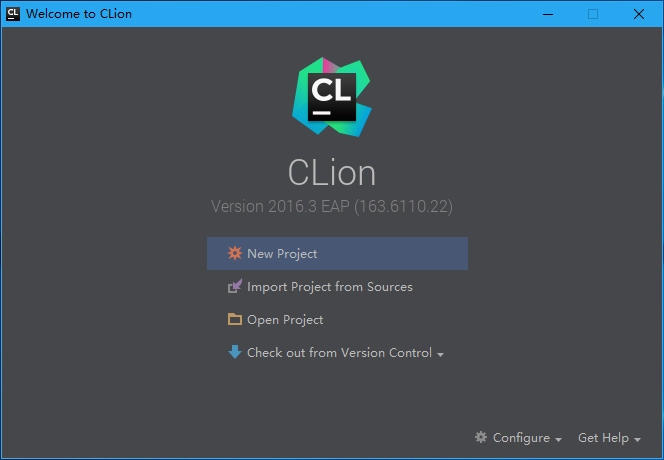 Welcome to CLion
CL
CLion
Version 2016.3 EAP (163.6110.22)
New Project
Import Project from Sources
Open Project
Check out from Version Control
Configure
Get Help